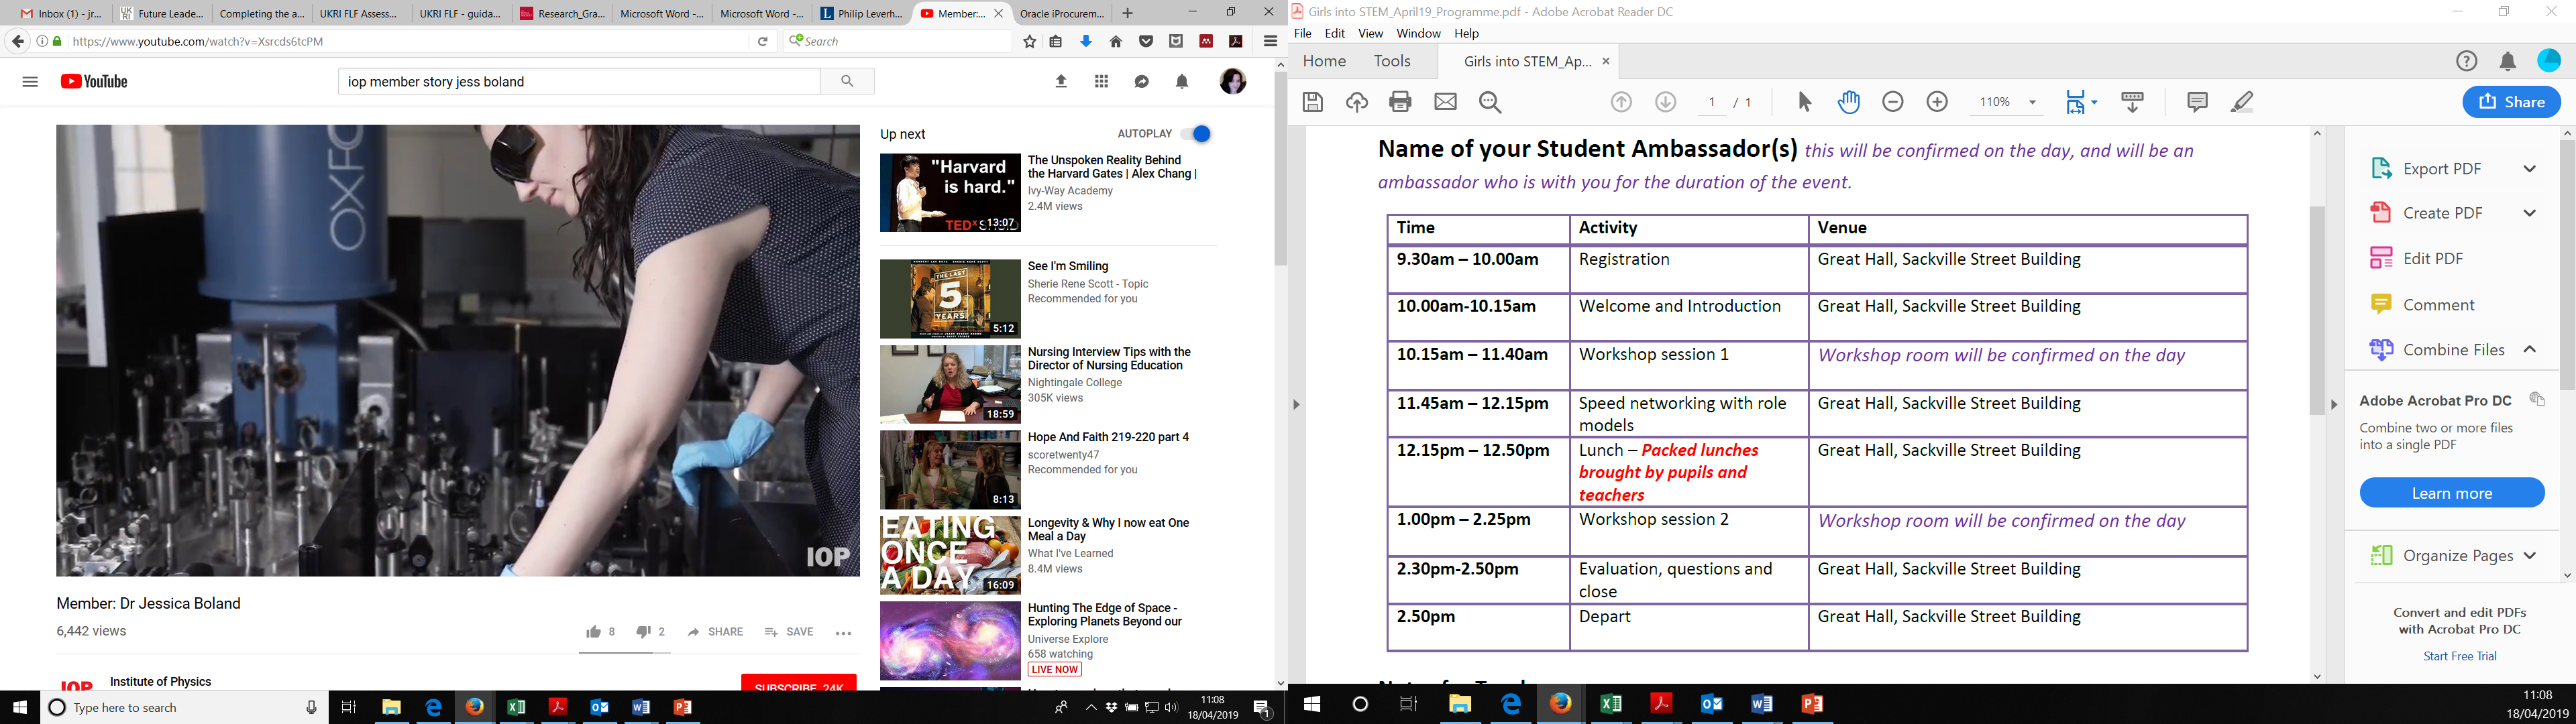 Inbox (1) - jr...
Future Leade...
Completing the a...
UKRI FLF Assess...
UKRI FLF - guida...
Research_Gra...
Microsoft Word -...
Microsoft Word -...
Philip Leverh...
Member:...
Oracle iProcurem...
https://www.youtube.com/watch?v=Xsrcds6tcPM
Search
YouTube
iop member story jess boland
OXFO
IOP
Member: Dr Jessica Boland
6,442 views
8
2
SHARE
SAVE
IOP
Institute of Physics
SUBSCRIBE 24K
Up next
AUTOPLAY
"Harvard
is hard."
TEDx
13:07
The Unspoken Reality Behind
the Harvard Gates | Alex Chang |
Ivy-Way Academy
2.4M views
THE LAST
5
YEARS
5:12
See I'm Smiling
Sherie Rene Scott - Topic
Recommended for you
18:59
Nursing Interview Tips with the
Director of Nursing Education
Nightingale College
305K views
8:13
Hope And Faith 219-220 part 4
scoretwenty47
Recommended for you
EATING
ONCE
A DAY
16:09
Longevity & Why I now eat One
Meal a Day
What I've Learned
8.4M views
Hunting The Edge of Space -
Exploring Planets Beyond our
Universe Explore
658 watching
LIVE NOW
Type here to search
11:08
18/04/2019
1
Girls into STEM_April19_Programme.pdf - Adobe Acrobat Reader DC
File Edit View Window Help
Home Tools Girls into STEM_Ap...
1 / 1
110%
Share
Name of your Student Ambassador(s) this will be confirmed on the day, and will be an
ambassador who is with you for the duration of the event.
Time Activity Venue
9.30am – 10.00am Registration Great Hall, Sackville Street Building
10.00am-10.15am Welcome and Introduction Great Hall, Sackville Street Building
10.15am – 11.40am Workshop session 1 Workshop room will be confirmed on the day
11.45am – 12.15pm Speed networking with role Great Hall, Sackville Street Building
models
12.15pm – 12.50pm Lunch – Packed lunches Great Hall, Sackville Street Building
brought by pupils and
teachers
1.00pm – 2.25pm Workshop session 2 Workshop room will be confirmed on the day
2.30pm-2.50pm Evaluation, questions and Great Hall, Sackville Street Building
close
2.50pm Depart Great Hall, Sackville Street Building
Export PDF
Create PDF
Edit PDF
Comment
Combine Files
Adobe Acrobat Pro DC
Combine two or more files
into a single PDF
Learn more
Organize Pages
Convert and edit PDFs
with Acrobat Pro DC
Start Free Trial
11:08
18/04/2019